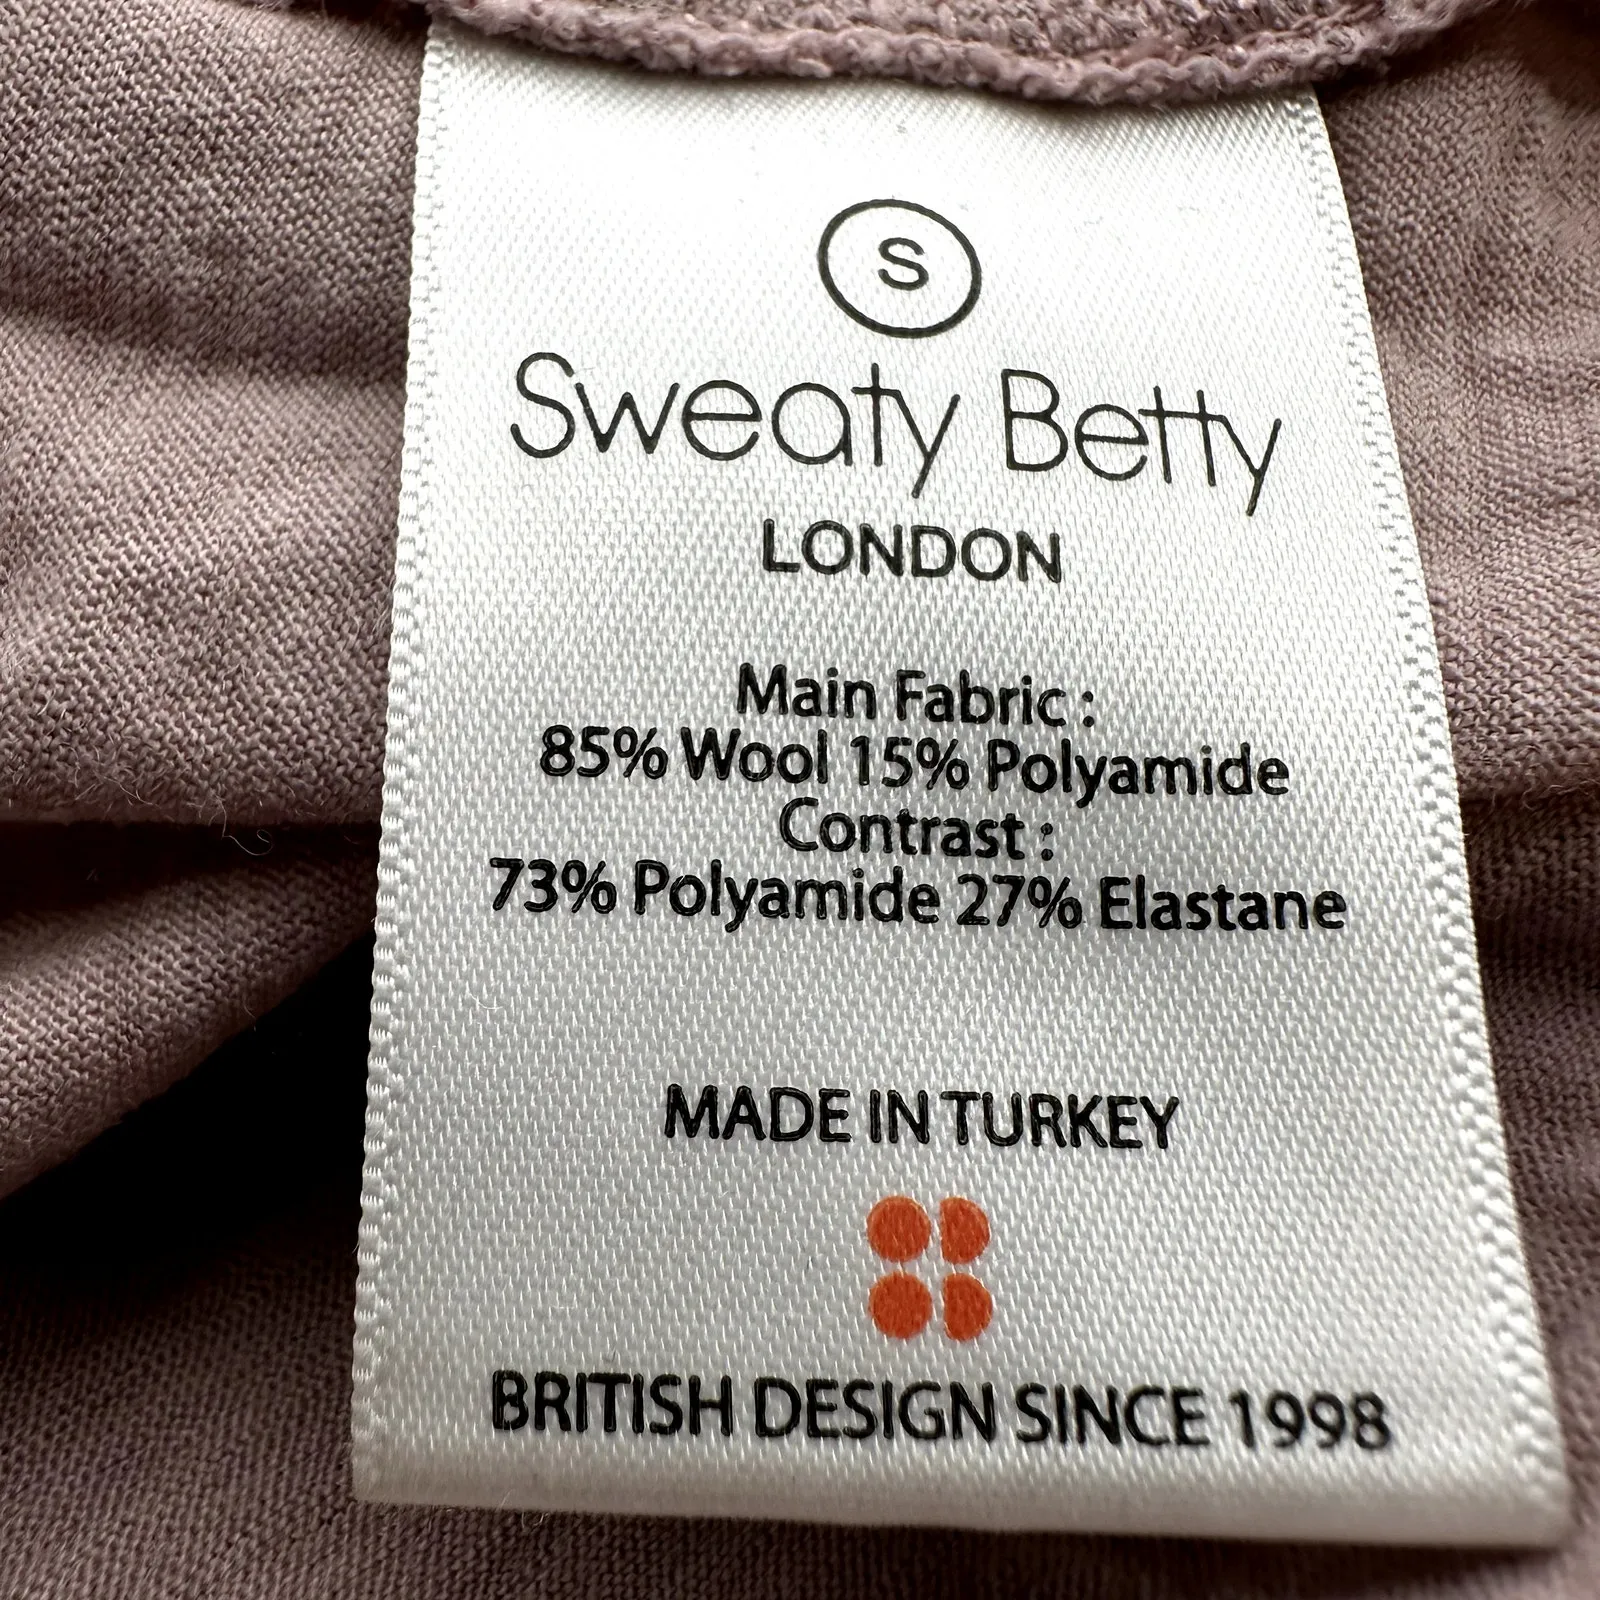 S
Sweaty Betty
LONDON
Main Fabric :
85% Wool 15% Polyamide
Contrast :
73% Polyamide 27% Elastane
MADE IN TURKEY
BRITISH DESIGN SINCE 1998